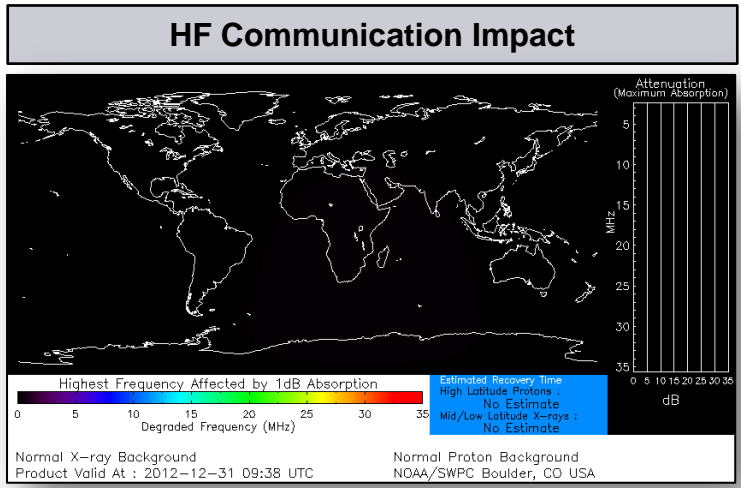 HF Communication Impact
Attenuation
(Maximum Absorption)
5
10
15
20
25
30
35
MHz
0 5 10 15 20 25 30 35
dB
Highest Frequency Affected by 1dB Absorption
0 5 10 15 20 25 30 35
Degraded Frequency (MHz)
Estimated Recovery Time
High Latitude Protons :
No Estimate
Mid/Low Latitude X-rays :
No Estimate
Normal X-ray Background
Product Valid At : 2012-12-31 09:38 UTC
Normal Proton Background
NOAA/SWPC Boulder, CO USA